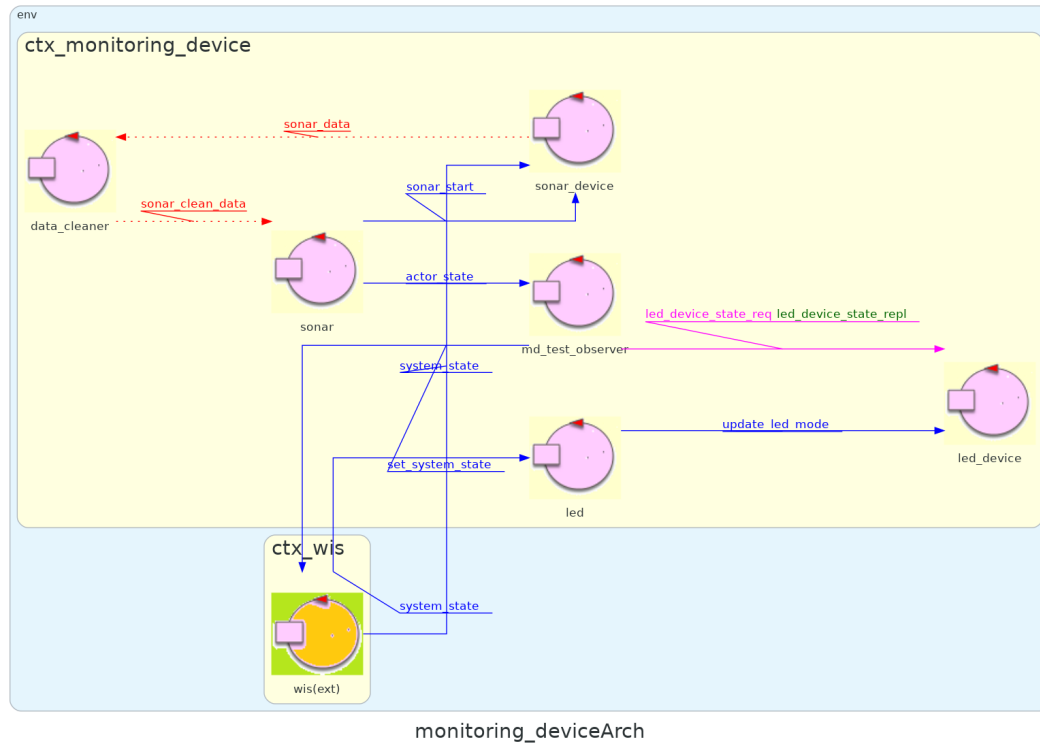 env
ctx_monitoring_device
sonar_data
sonar_device
sonar_start
sonar_clean_data
data_cleaner
actor_state
sonar
led_device_state_req led_device_state_repl
md_test_observer
system_state
update_led_mode
led_device
set_system_state
led
ctx_wis
system_state
wis(ext)
monitoring_deviceArch